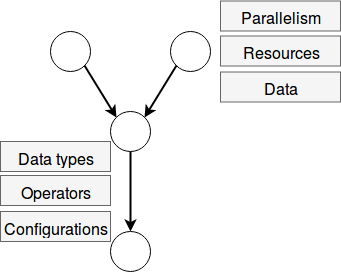 Parallelism
Resources
Data
Data types
Operators
Configurations